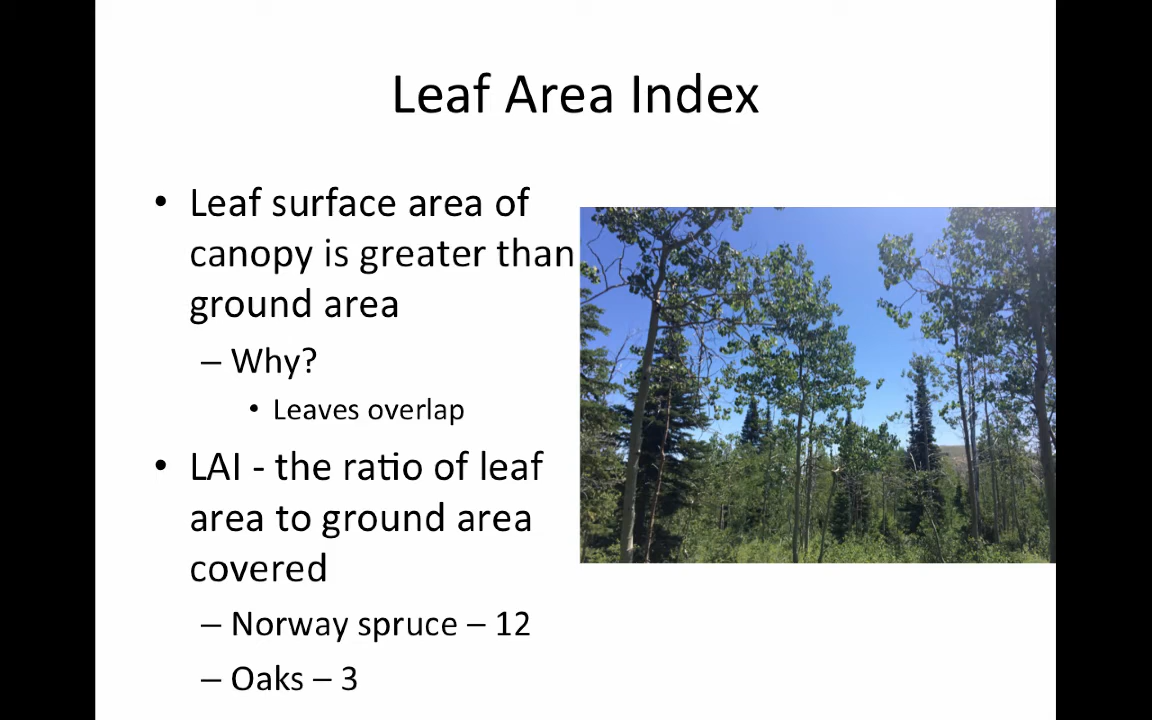 Leaf Area Index
• Leaf surface area of
canopy is greater than
ground area
– Why?
• Leaves overlap
• LAI - the ratio of leaf
area to ground area
covered
– Norway spruce – 12
– Oaks – 3